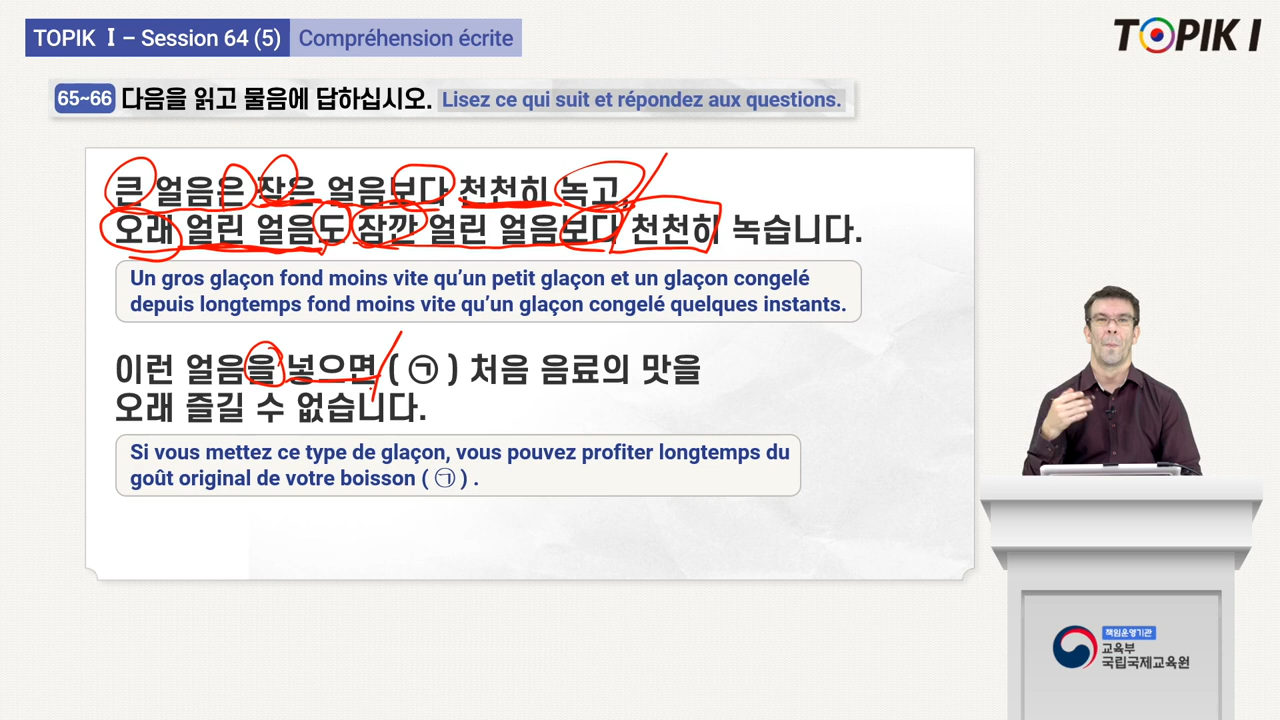 TOPIK Ⅰ – Session 64 (5) Compréhension écrite
TOPIK I
65~66 다음을 읽고 물음에 답하십시오. Lisez ce qui suit et répondez aux questions.
큰 얼음은 작은 얼음보다 천천히 녹고,
오래 얼린 얼음도 잠깐 얼린 얼음보다 천천히 녹습니다.
Un gros glaçon fond moins vite qu’un petit glaçon et un glaçon congelé
depuis longtemps fond moins vite qu’un glaçon congelé quelques instants.
이런 얼음을 넣으면 ( ㉠ ) 처음 음료의 맛을
오래 즐길 수 없습니다.
Si vous mettez ce type de glaçon, vous pouvez profiter longtemps du
goût original de votre boisson ( ㉠ ) .
책임운영기관
교육부
국립국제교육원